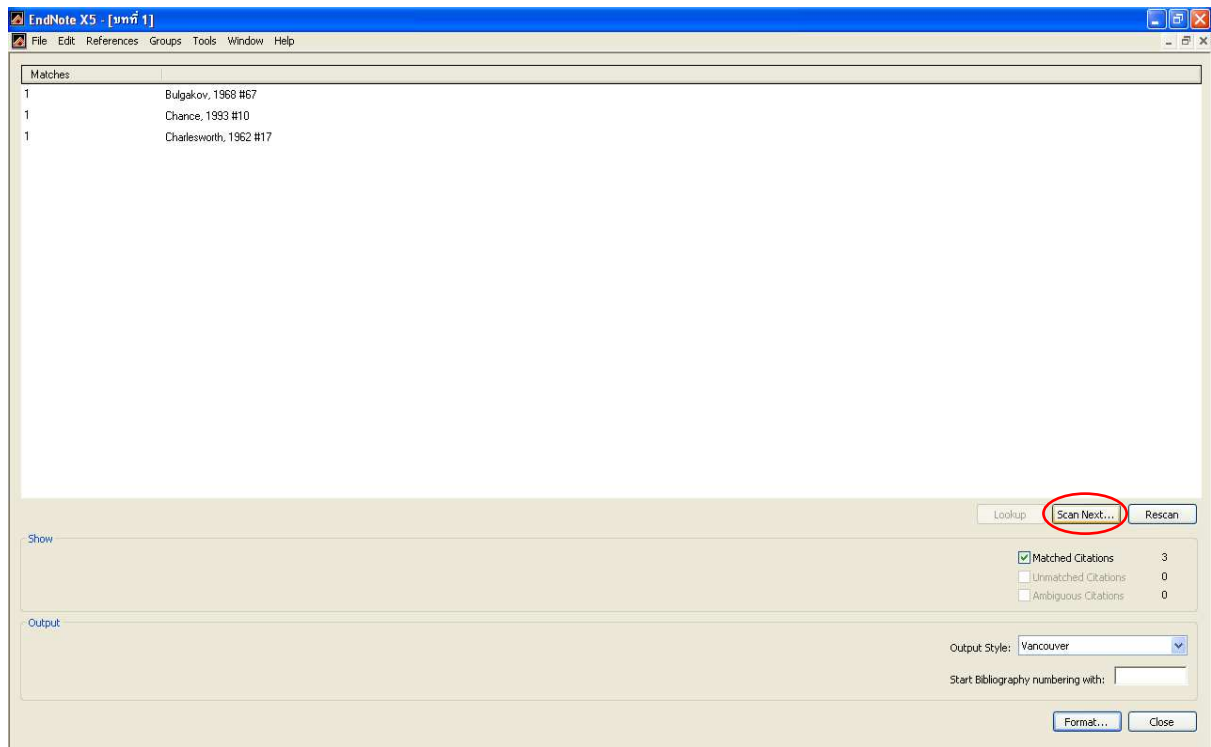 EndNote X5 - [บทที่ 1]
File Edit References Groups Tools Window Help
Matches
1 Bulgakov, 1968 #67
1 Chance, 1993 #10
1 Charlesworth, 1962 #17
Lookup Scan Next... Rescan
Show
Matched Citations 3
Unmatched Citations 0
Ambiguous Citations 0
Output
Output Style: Vancouver
Start Bibliography numbering with:
Format... Close